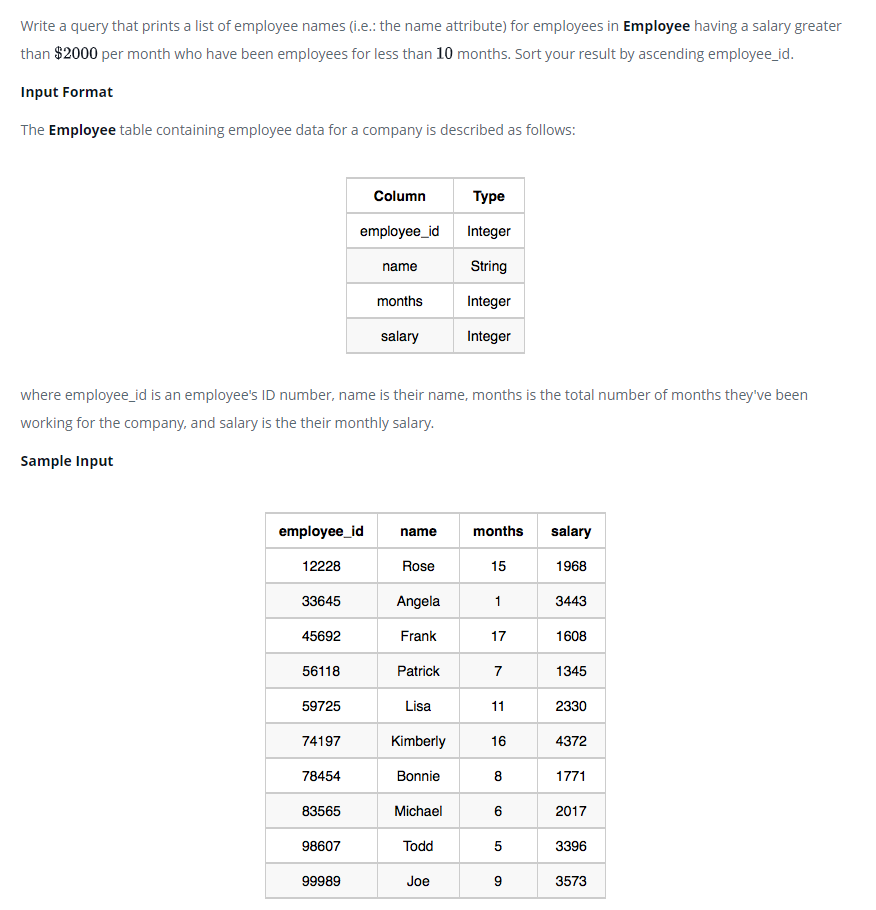 Write a query that prints a list of employee names (i.e.: the name attribute) for employees in Employee having a salary greater
than $2000 per month who have been employees for less than 10 months. Sort your result by ascending employee_id.
Input Format
The Employee table containing employee data for a company is described as follows:
Column Type
employee_id Integer
name String
months Integer
salary Integer
where employee_id is an employee's ID number, name is their name, months is the total number of months they've been
working for the company, and salary is the their monthly salary.
Sample Input
employee_id name months salary
12228 Rose 15 1968
33645 Angela 1 3443
45692 Frank 17 1608
56118 Patrick 7 1345
59725 Lisa 11 2330
74197 Kimberly 16 4372
78454 Bonnie 8 1771
83565 Michael 6 2017
98607 Todd 5 3396
99989 Joe 9 3573